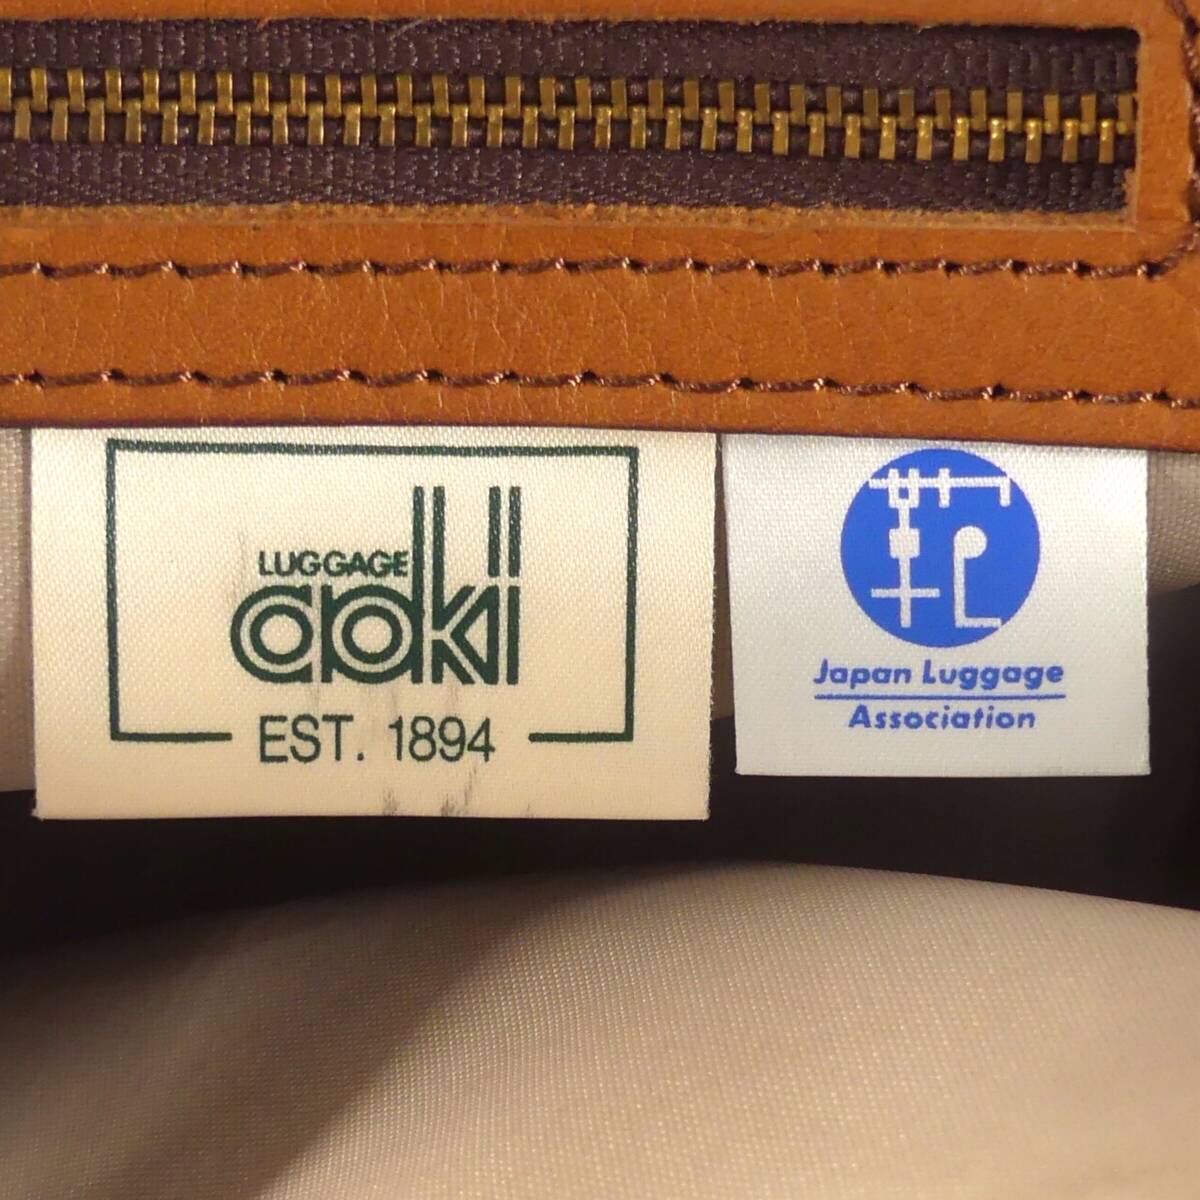 LUGGAGE
aoki
EST. 1894
Japan Luggage
Association